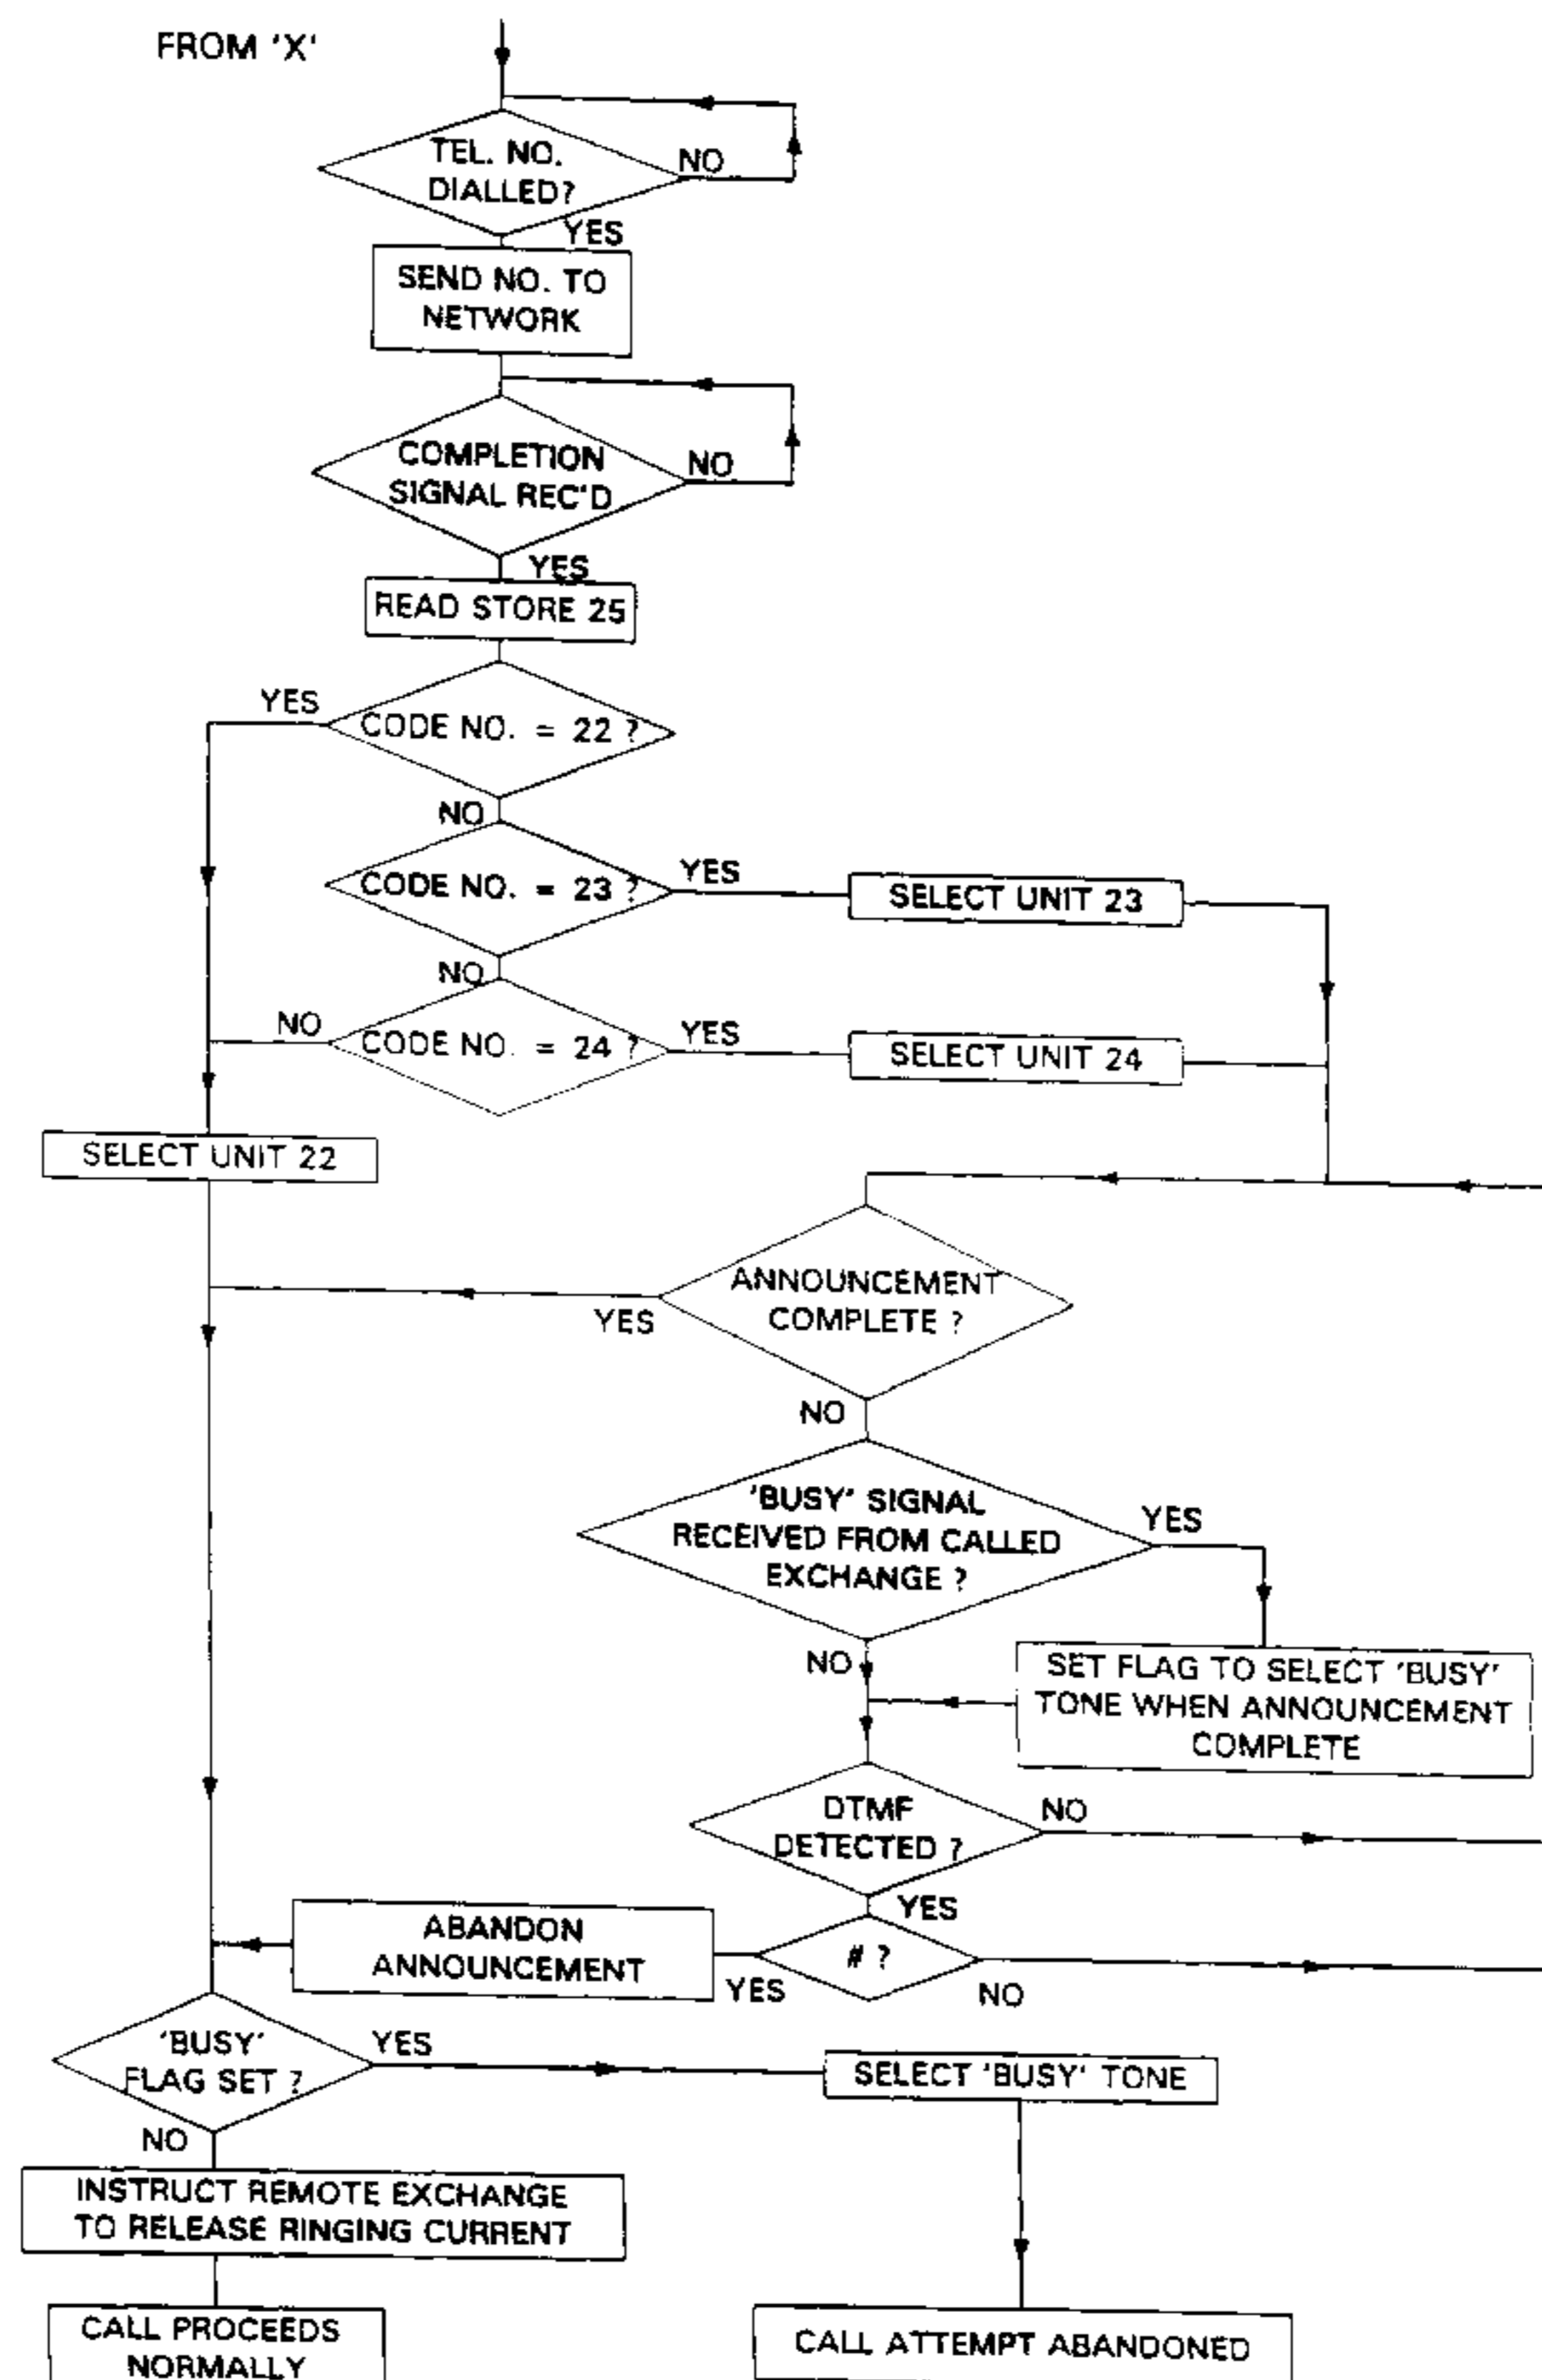 FROM 'X'
TEL. NO.
DIALLED?
NO
YES
SEND NO. TO
NETWORK
COMPLETION
SIGNAL REC'D
NO
YES
READ STORE 25
YES
CODE NO. = 22 ?
NO
CODE NO. = 23 ?
YES
SELECT UNIT 23
NO
NO
CODE NO. = 24 ?
YES
SELECT UNIT 24
SELECT UNIT 22
ANNOUNCEMENT
COMPLETE ?
YES
NO
'BUSY' SIGNAL
RECEIVED FROM CALLED
EXCHANGE ?
YES
NO
SET FLAG TO SELECT 'BUSY'
TONE WHEN ANNOUNCEMENT
COMPLETE
DTMF
DETECTED ?
NO
YES
ABANDON
ANNOUNCEMENT
# ?
YES
NO
'BUSY'
FLAG SET ?
YES
SELECT 'BUSY' TONE
NO
INSTRUCT REMOTE EXCHANGE
TO RELEASE RINGING CURRENT
CALL PROCEEDS
NORMALLY
CALL ATTEMPT ABANDONED